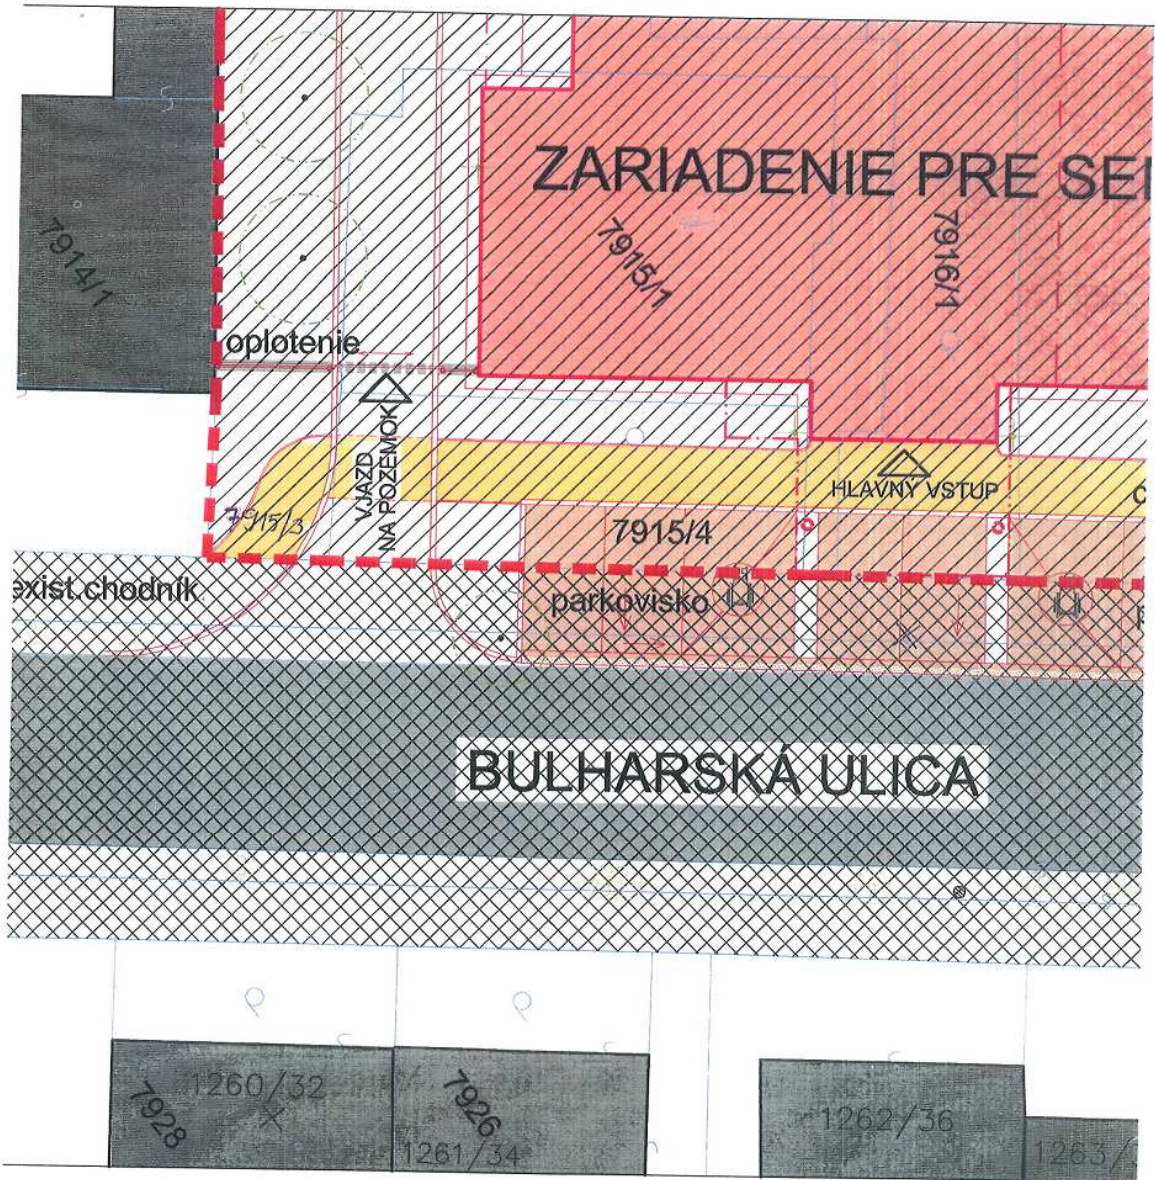 ZARIADENIE PRE SE
7914/1
7915/1
7916/1
oplotenie
VJAZD
NA POZEMOK
HLAVNÝ VSTUP
7915/3
7915/4
exist.chodník
parkovisko
BULHARSKÁ ULICA
1260/32
7928
7926
1261/34
1262/36
1263/